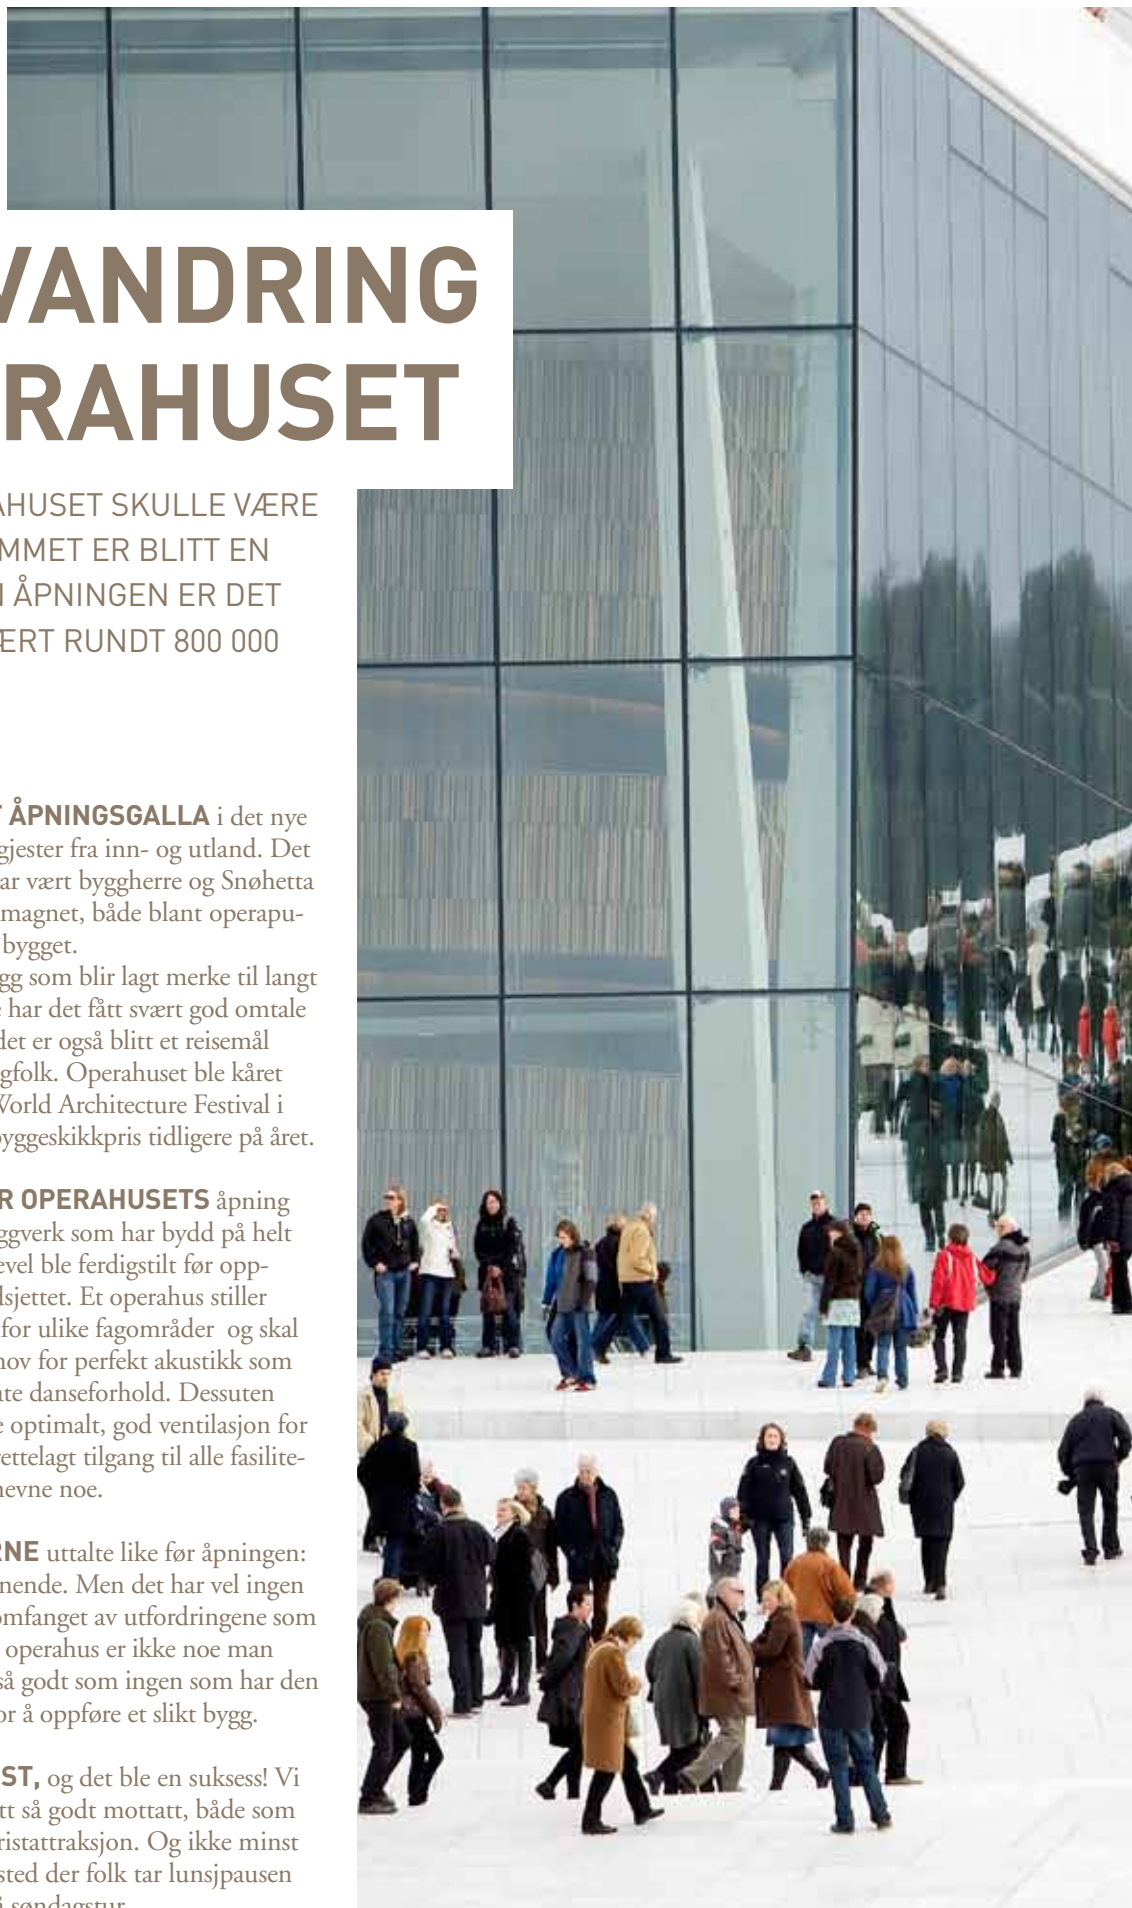 VANDRING
RAHUSET
AHUSET SKULLE VÆRE
MMET ER BLITT EN
ÅPNINGEN ER DET
ÆRT RUNDT 800 000
ÅPNINGSGALLA i det nye
gjester fra inn- og utland. Det
ar vært byggherre og Snøhetta
magnet, både blant operapu-
bygget.
gg som blir lagt merke til langt
e har det fått svært god omtale
det er også blitt et reisemål
gfolk. Operahuset ble kåret
World Architecture Festival i
byggeskikkpris tidligere på året.
R OPERAHUSETS åpning
ggverk som har bydd på helt
evel ble ferdigstilt før opp-
dsjettet. Et operahus stiller
for ulike fagområder og skal
hov for perfekt akustikk som
nte danseforhold. Dessuten
e optimalt, god ventilasjon for
rettelagt tilgang til alle fasilite-
nevne noe.
RNE uttalte like før åpningen:
nende. Men det har vel ingen
omfanget av utfordringene som
operahus er ikke noe man
så godt som ingen som har den
or å oppføre et slikt bygg.
ST, og det ble en suksess! Vi
tt så godt mottatt, både som
ristattraksjon. Og ikke minst
sted der folk tar lunsjpausen
å søndagstur.